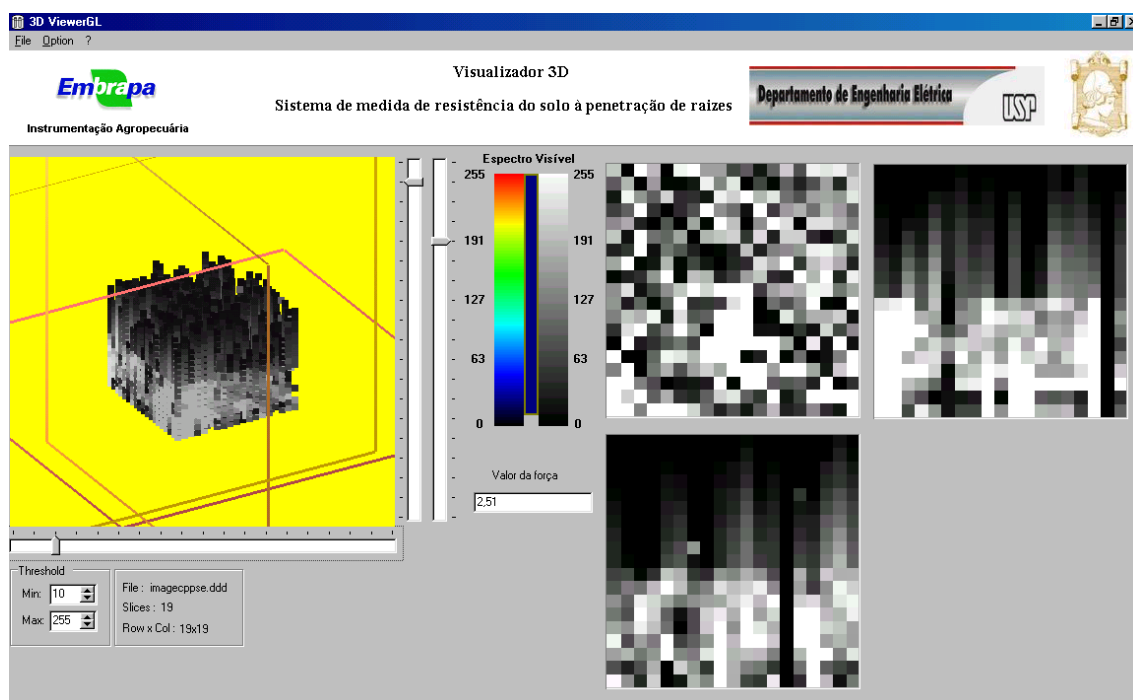 3D ViewerGL
File Option ?
Embrapa
Instrumentação Agropecuária
Visualizador 3D
Sistema de medida de resistência do solo à penetração de raizes
Departamento de Engenharia Elétrica
USP
Espectro Visível
255 255
191 191
127 127
63 63
0 0
Valor da força
2,51
Threshold
Min: 10
Max: 255
File : imagecppse.ddd
Slices : 19
Row x Col : 19x19